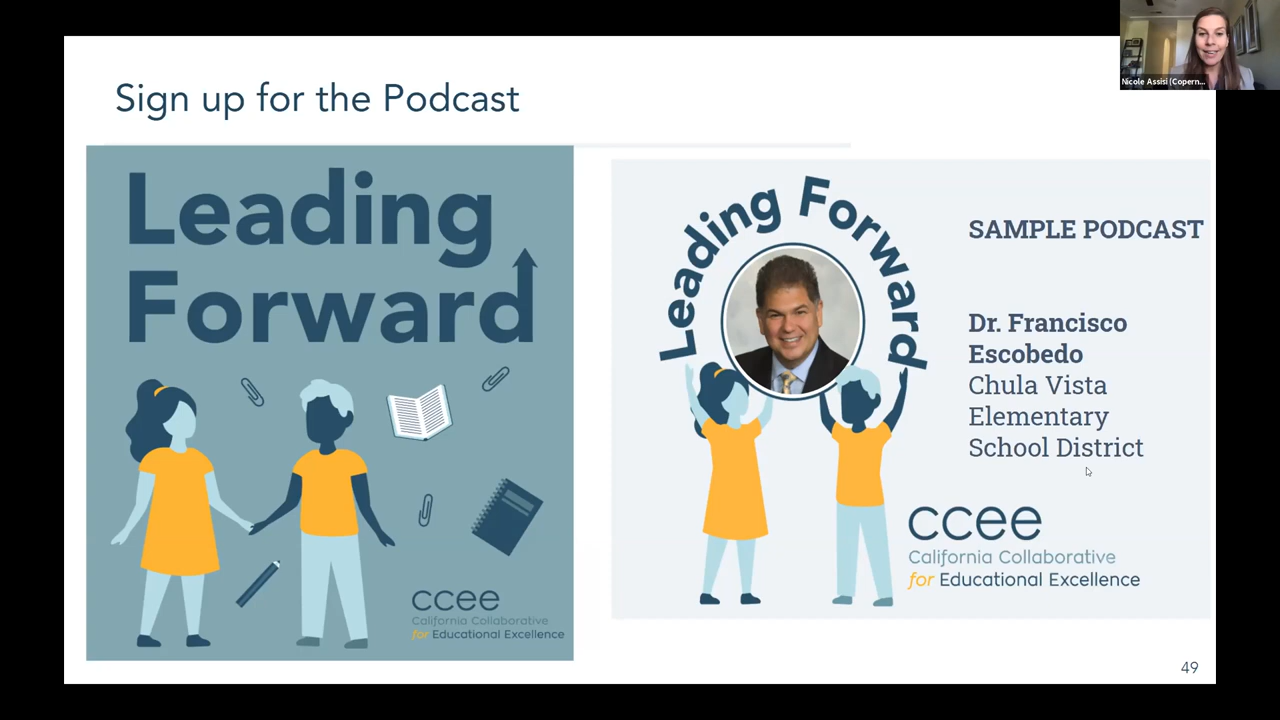 Nicole Assisi (Copern...
Sign up for the Podcast
Leading
Forward
ccee
California Collaborative
for Educational Excellence
Leading Forward
SAMPLE PODCAST
Dr. Francisco
Escobedo
Chula Vista
Elementary
School District
ccee
California Collaborative
for Educational Excellence
49